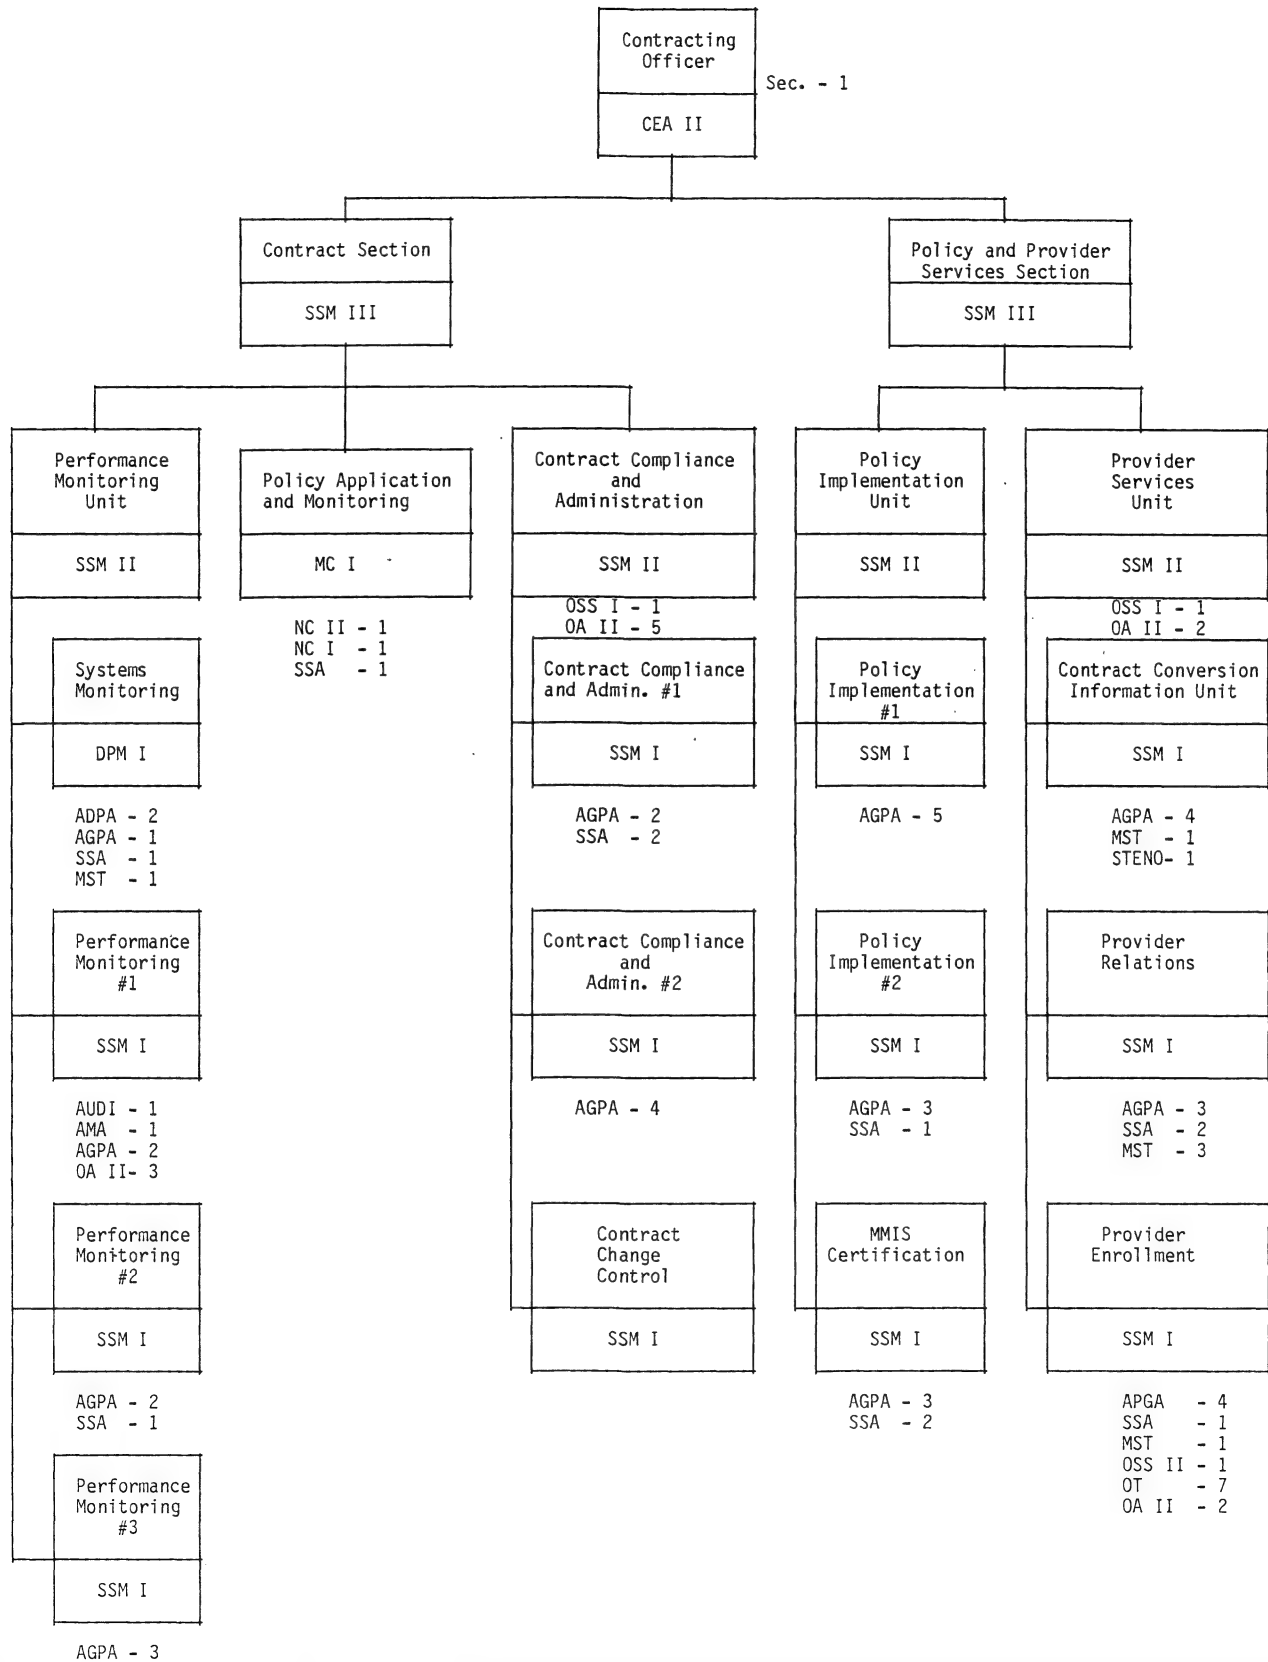 Contracting
Officer
Sec. - 1
CEA II
Contract Section
SSM III
Policy and Provider
Services Section
SSM III
Performance
Monitoring
Unit
SSM II
Systems
Monitoring
DPM I
ADPA - 2
AGPA - 1
SSA - 1
MST - 1
Performance
Monitoring
#1
SSM I
AUDI - 1
AMA - 1
AGPA - 2
OA II- 3
Performance
Monitoring
#2
SSM I
AGPA - 2
SSA - 1
Performance
Monitoring
#3
SSM I
AGPA - 3
Policy Application
and Monitoring
MC I
NC II - 1
NC I - 1
SSA - 1
Contract Compliance
and
Administration
SSM II
OSS I - 1
OA II - 5
Contract Compliance
and Admin. #1
SSM I
AGPA - 2
SSA - 2
Contract Compliance
and
Admin. #2
SSM I
AGPA - 4
Contract
Change
Control
SSM I
Policy
Implementation
Unit
SSM II
Policy
Implementation
#1
SSM I
AGPA - 5
Policy
Implementation
#2
SSM I
AGPA - 3
SSA - 1
MMIS
Certification
SSM I
AGPA - 3
SSA - 2
Provider
Services
Unit
SSM II
OSS I - 1
OA II - 2
Contract Conversion
Information Unit
SSM I
AGPA - 4
MST - 1
STENO- 1
Provider
Relations
SSM I
AGPA - 3
SSA - 2
MST - 3
Provider
Enrollment
SSM I
APGA - 4
SSA - 1
MST - 1
OSS II - 1
OT - 7
OA II - 2